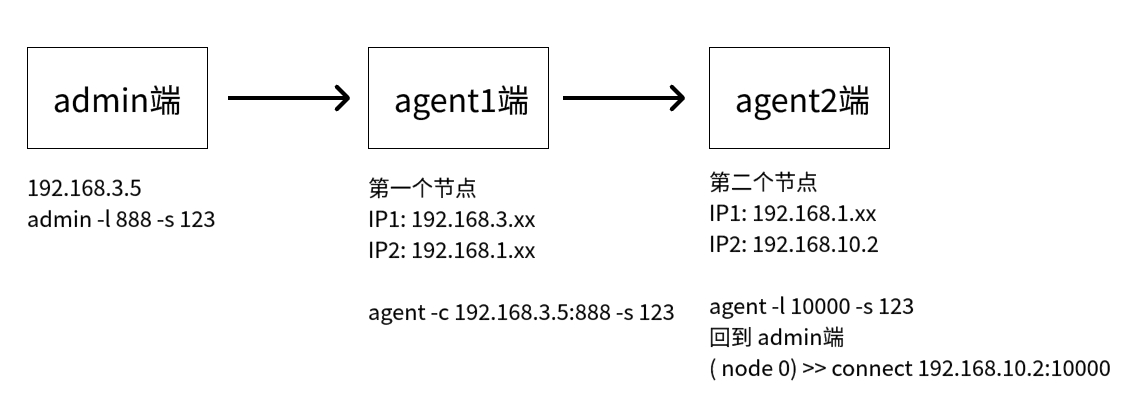 admin端
agent1端
agent2端
192.168.3.5
admin -l 888 -s 123
第一个节点
IP1: 192.168.3.xx
IP2: 192.168.1.xx
agent -c 192.168.3.5:888 -s 123
第二个节点
IP1: 192.168.1.xx
IP2: 192.168.10.2
agent -l 10000 -s 123
回到 admin端
( node 0) >> connect 192.168.10.2:10000